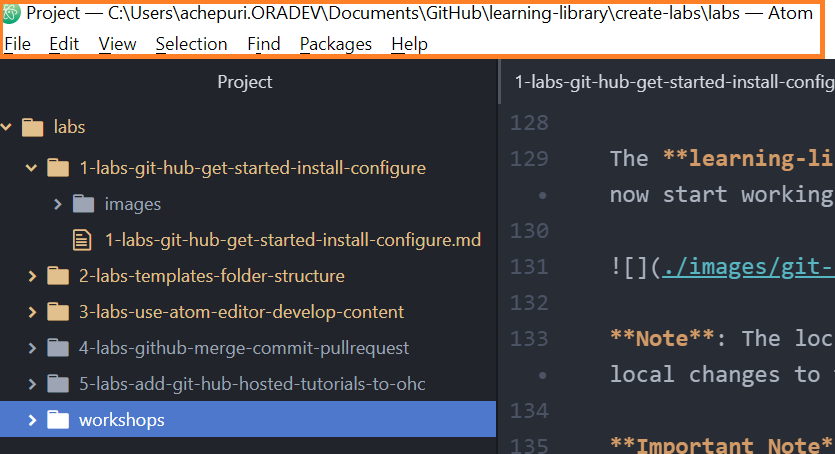 Project — C:\Users\achepuri.ORADEV\Documents\GitHub\learning-library\create-labs\labs — Atom
File Edit View Selection Find Packages Help
Project
labs
1-labs-git-hub-get-started-install-configure
images
1-labs-git-hub-get-started-install-configure.md
2-labs-templates-folder-structure
3-labs-use-atom-editor-develop-content
4-labs-github-merge-commit-pullrequest
5-labs-add-git-hub-hosted-tutorials-to-ohc
workshops
1-labs-git-hub-get-started-install-config
128
129 The **learning-li
now start working
130
131 ![](./images/git-
132
133 **Note**: The loc
local changes to
134
135 **Important Note*